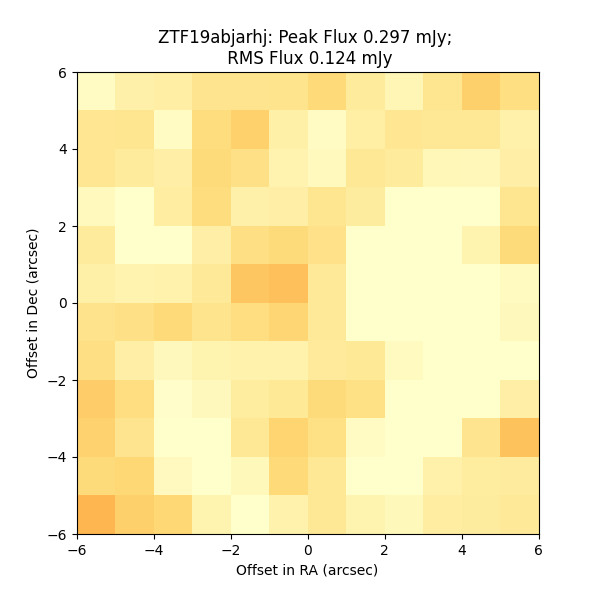 ZTF19abjarhj: Peak Flux 0.297 mJy;
RMS Flux 0.124 mJy
6
4
2
0
−2
−4
−6
Offset in Dec (arcsec)
−6 −4 −2 0 2 4 6
Offset in RA (arcsec)